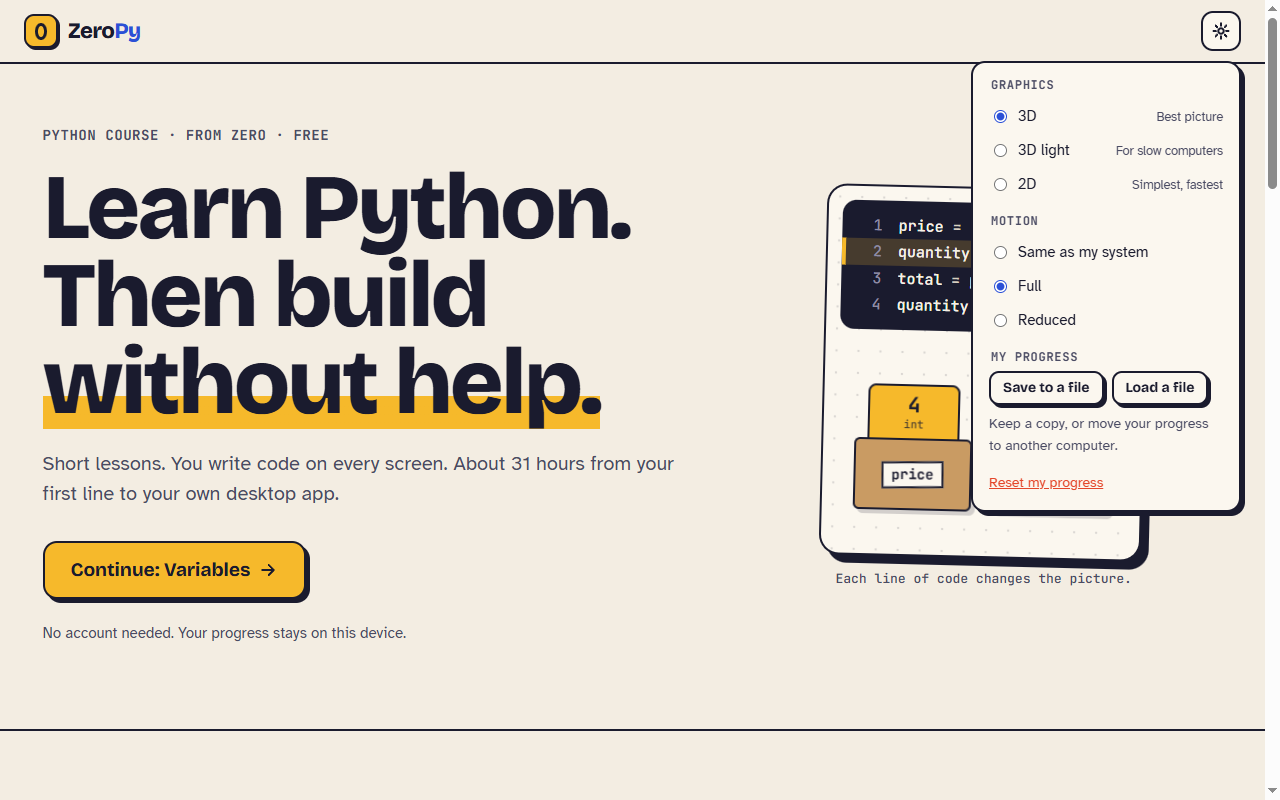 0 ZeroPy
PYTHON COURSE · FROM ZERO · FREE
Learn Python.
Then build
without help.
Short lessons. You write code on every screen. About 31 hours from your
first line to your own desktop app.
Continue: Variables →
No account needed. Your progress stays on this device.
1 price =
2 quantity
3 total =
4 quantity
4
int
price
Each line of code changes the picture.
GRAPHICS
3D Best picture
3D light For slow computers
2D Simplest, fastest
MOTION
Same as my system
Full
Reduced
MY PROGRESS
Save to a file Load a file
Keep a copy, or move your progress
to another computer.
Reset my progress